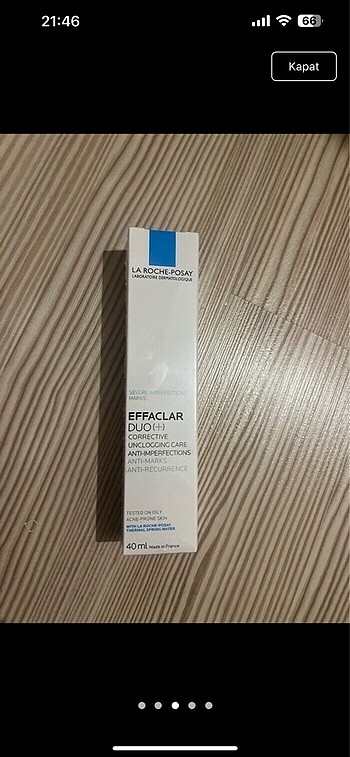 21:46
66
Kapat
LA ROCHE-POSAY
LABORATOIRE DERMATOLOGIQUE
SEVERE IMPERFECTIONS
MARKS
EFFACLAR
DUO(+)
CORRECTIVE
UNCLOGGING CARE
ANTI-IMPERFECTIONS
ANTI-MARKS
ANTI-RECURRENCE
TESTED ON OILY
ACNE-PRONE SKIN
WITH LA ROCHE-POSAY
THERMAL SPRING WATER
40 ml Made in France